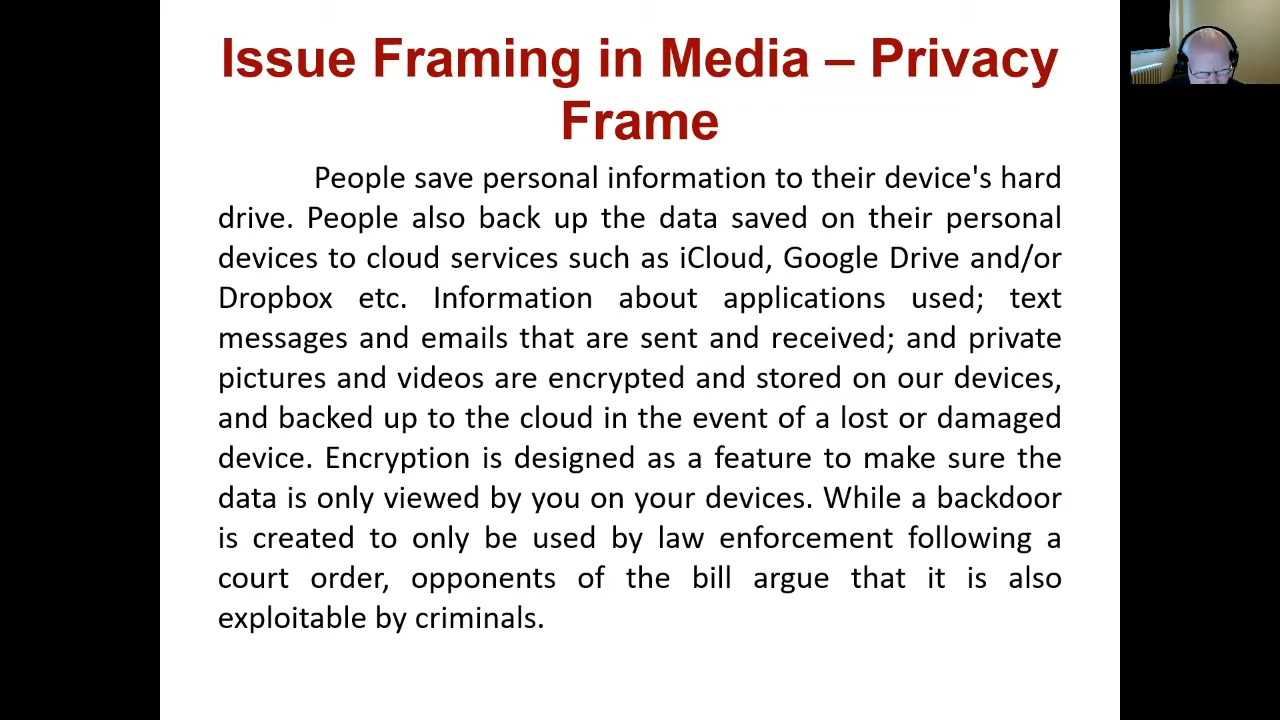 Issue Framing in Media – Privacy
Frame
People save personal information to their device's hard
drive. People also back up the data saved on their personal
devices to cloud services such as iCloud, Google Drive and/or
Dropbox etc. Information about applications used; text
messages and emails that are sent and received; and private
pictures and videos are encrypted and stored on our devices,
and backed up to the cloud in the event of a lost or damaged
device. Encryption is designed as a feature to make sure the
data is only viewed by you on your devices. While a backdoor
is created to only be used by law enforcement following a
court order, opponents of the bill argue that it is also
exploitable by criminals.